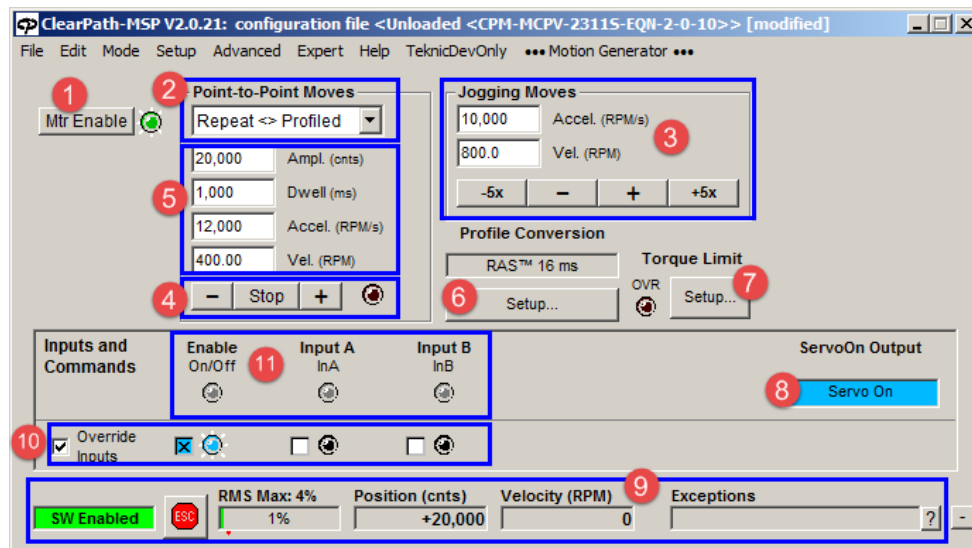 ClearPath-MSP V2.0.21: configuration file <Unloaded <CPM-MCPV-2311S-EQN-2-0-10>> [modified]
File Edit Mode Setup Advanced Expert Help TeknicDevOnly ••• Motion Generator •••
1
Mtr Enable
2
Point-to-Point Moves
Repeat <> Profiled
5
20,000 Ampl. (cnts)
1,000 Dwell (ms)
12,000 Accel. (RPM/s)
400.00 Vel. (RPM)
4
− Stop +
Jogging Moves
10,000 Accel. (RPM/s)
3
800.0 Vel. (RPM)
-5x − + +5x
Profile Conversion
RAS™ 16 ms
6
Setup...
Torque Limit
OVR
Setup...
7
Inputs and
Commands
Enable
On/Off
11
Input A
InA
Input B
InB
ServoOn Output
8
Servo On
10
Override
Inputs
9
SW Enabled
ESC
RMS Max: 4%
1%
Position (cnts)
+20,000
Velocity (RPM)
0
Exceptions
?
-